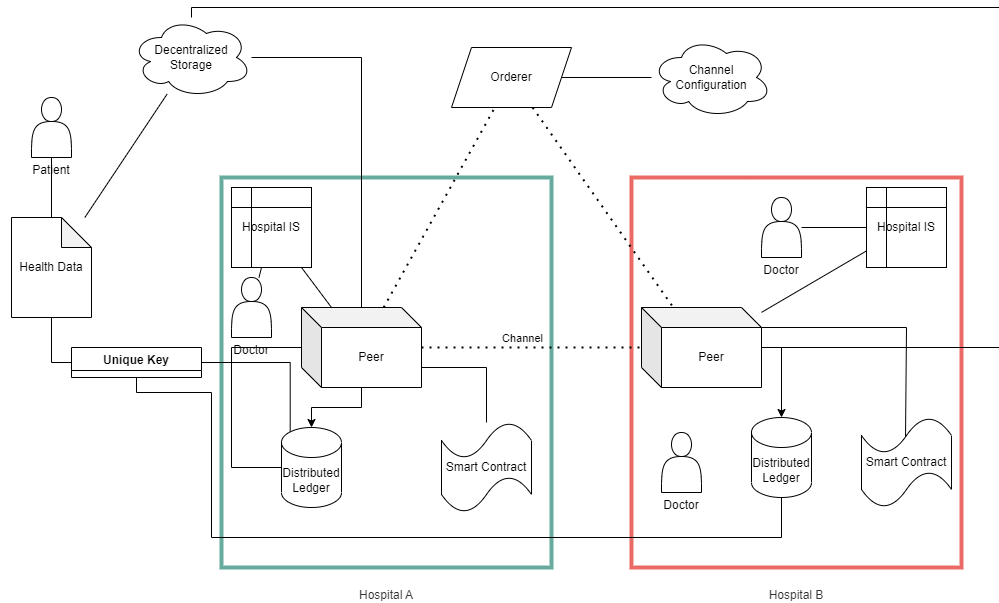 Decentralized
Storage
Orderer
Channel
Configuration
Patient
Health Data
Hospital IS
Doctor
Hospital IS
Doctor
Unique Key
Peer
Channel
Peer
Distributed
Ledger
Smart Contract
Doctor
Distributed
Ledger
Smart Contract
Hospital A
Hospital B